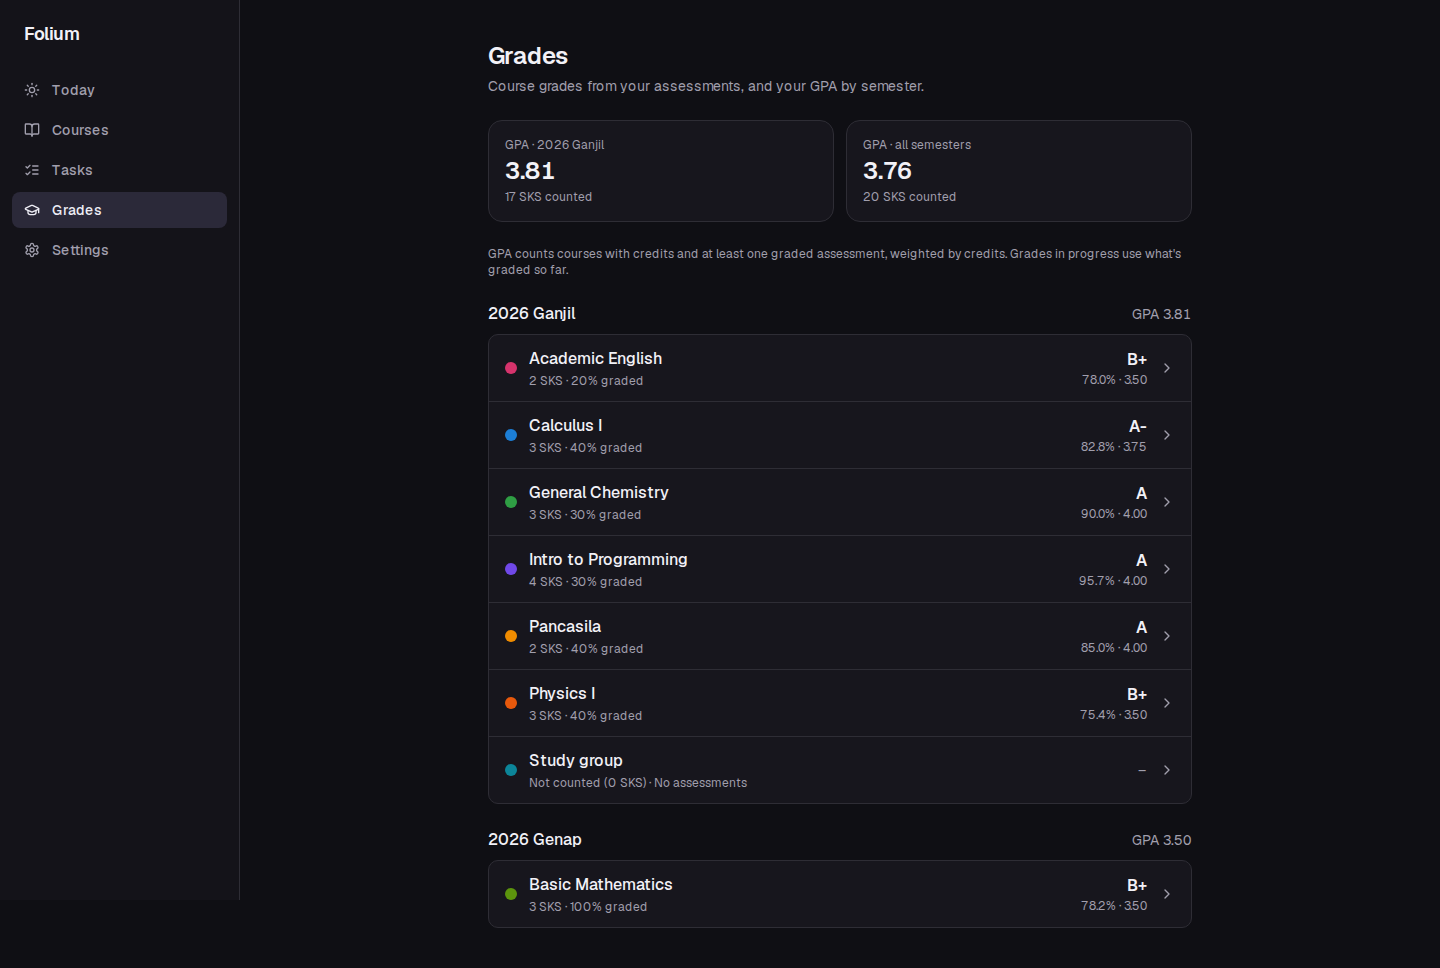 Folium
Today
Courses
Tasks
Grades
Settings
Grades
Course grades from your assessments, and your GPA by semester.
GPA · 2026 Ganjil
3.81
17 SKS counted
GPA · all semesters
3.76
20 SKS counted
GPA counts courses with credits and at least one graded assessment, weighted by credits. Grades in progress use what's
graded so far.
2026 Ganjil
GPA 3.81
Academic English
2 SKS · 20% graded
B+
78.0% · 3.50
Calculus I
3 SKS · 40% graded
A-
82.8% · 3.75
General Chemistry
3 SKS · 30% graded
A
90.0% · 4.00
Intro to Programming
4 SKS · 30% graded
A
95.7% · 4.00
Pancasila
2 SKS · 40% graded
A
85.0% · 4.00
Physics I
3 SKS · 40% graded
B+
75.4% · 3.50
Study group
Not counted (0 SKS) · No assessments
–
2026 Genap
GPA 3.50
Basic Mathematics
3 SKS · 100% graded
B+
78.2% · 3.50